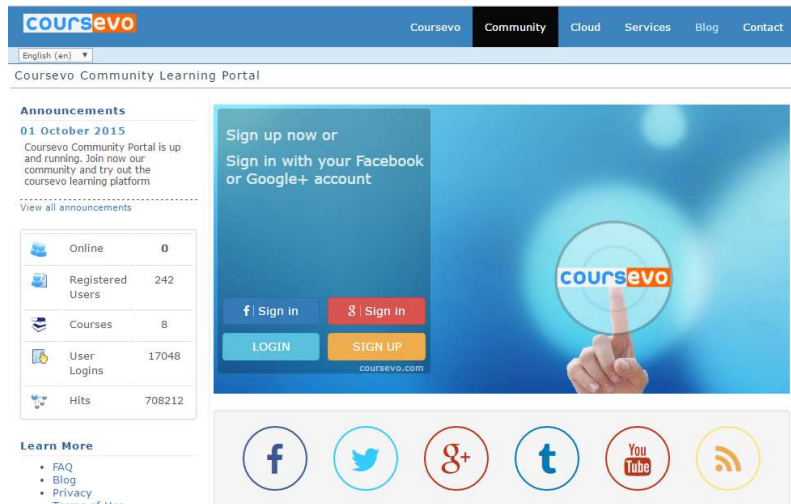 coursevo
Coursevo Community Cloud Services Blog Contact
English (en)
Coursevo Community Learning Portal
Announcements
01 October 2015
Coursevo Community Portal is up
and running. Join now our
community and try out the
coursevo learning platform
View all announcements
Online 0
Registered
Users 242
Courses 8
User
Logins 17048
Hits 708212
Learn More
FAQ
Blog
Privacy
Terms of Use
Sign up now or
Sign in with your Facebook
or Google+ account
f Sign in
g Sign in
LOGIN
SIGN UP
coursevo.com
coursevo
f
g+
t
You
Tube